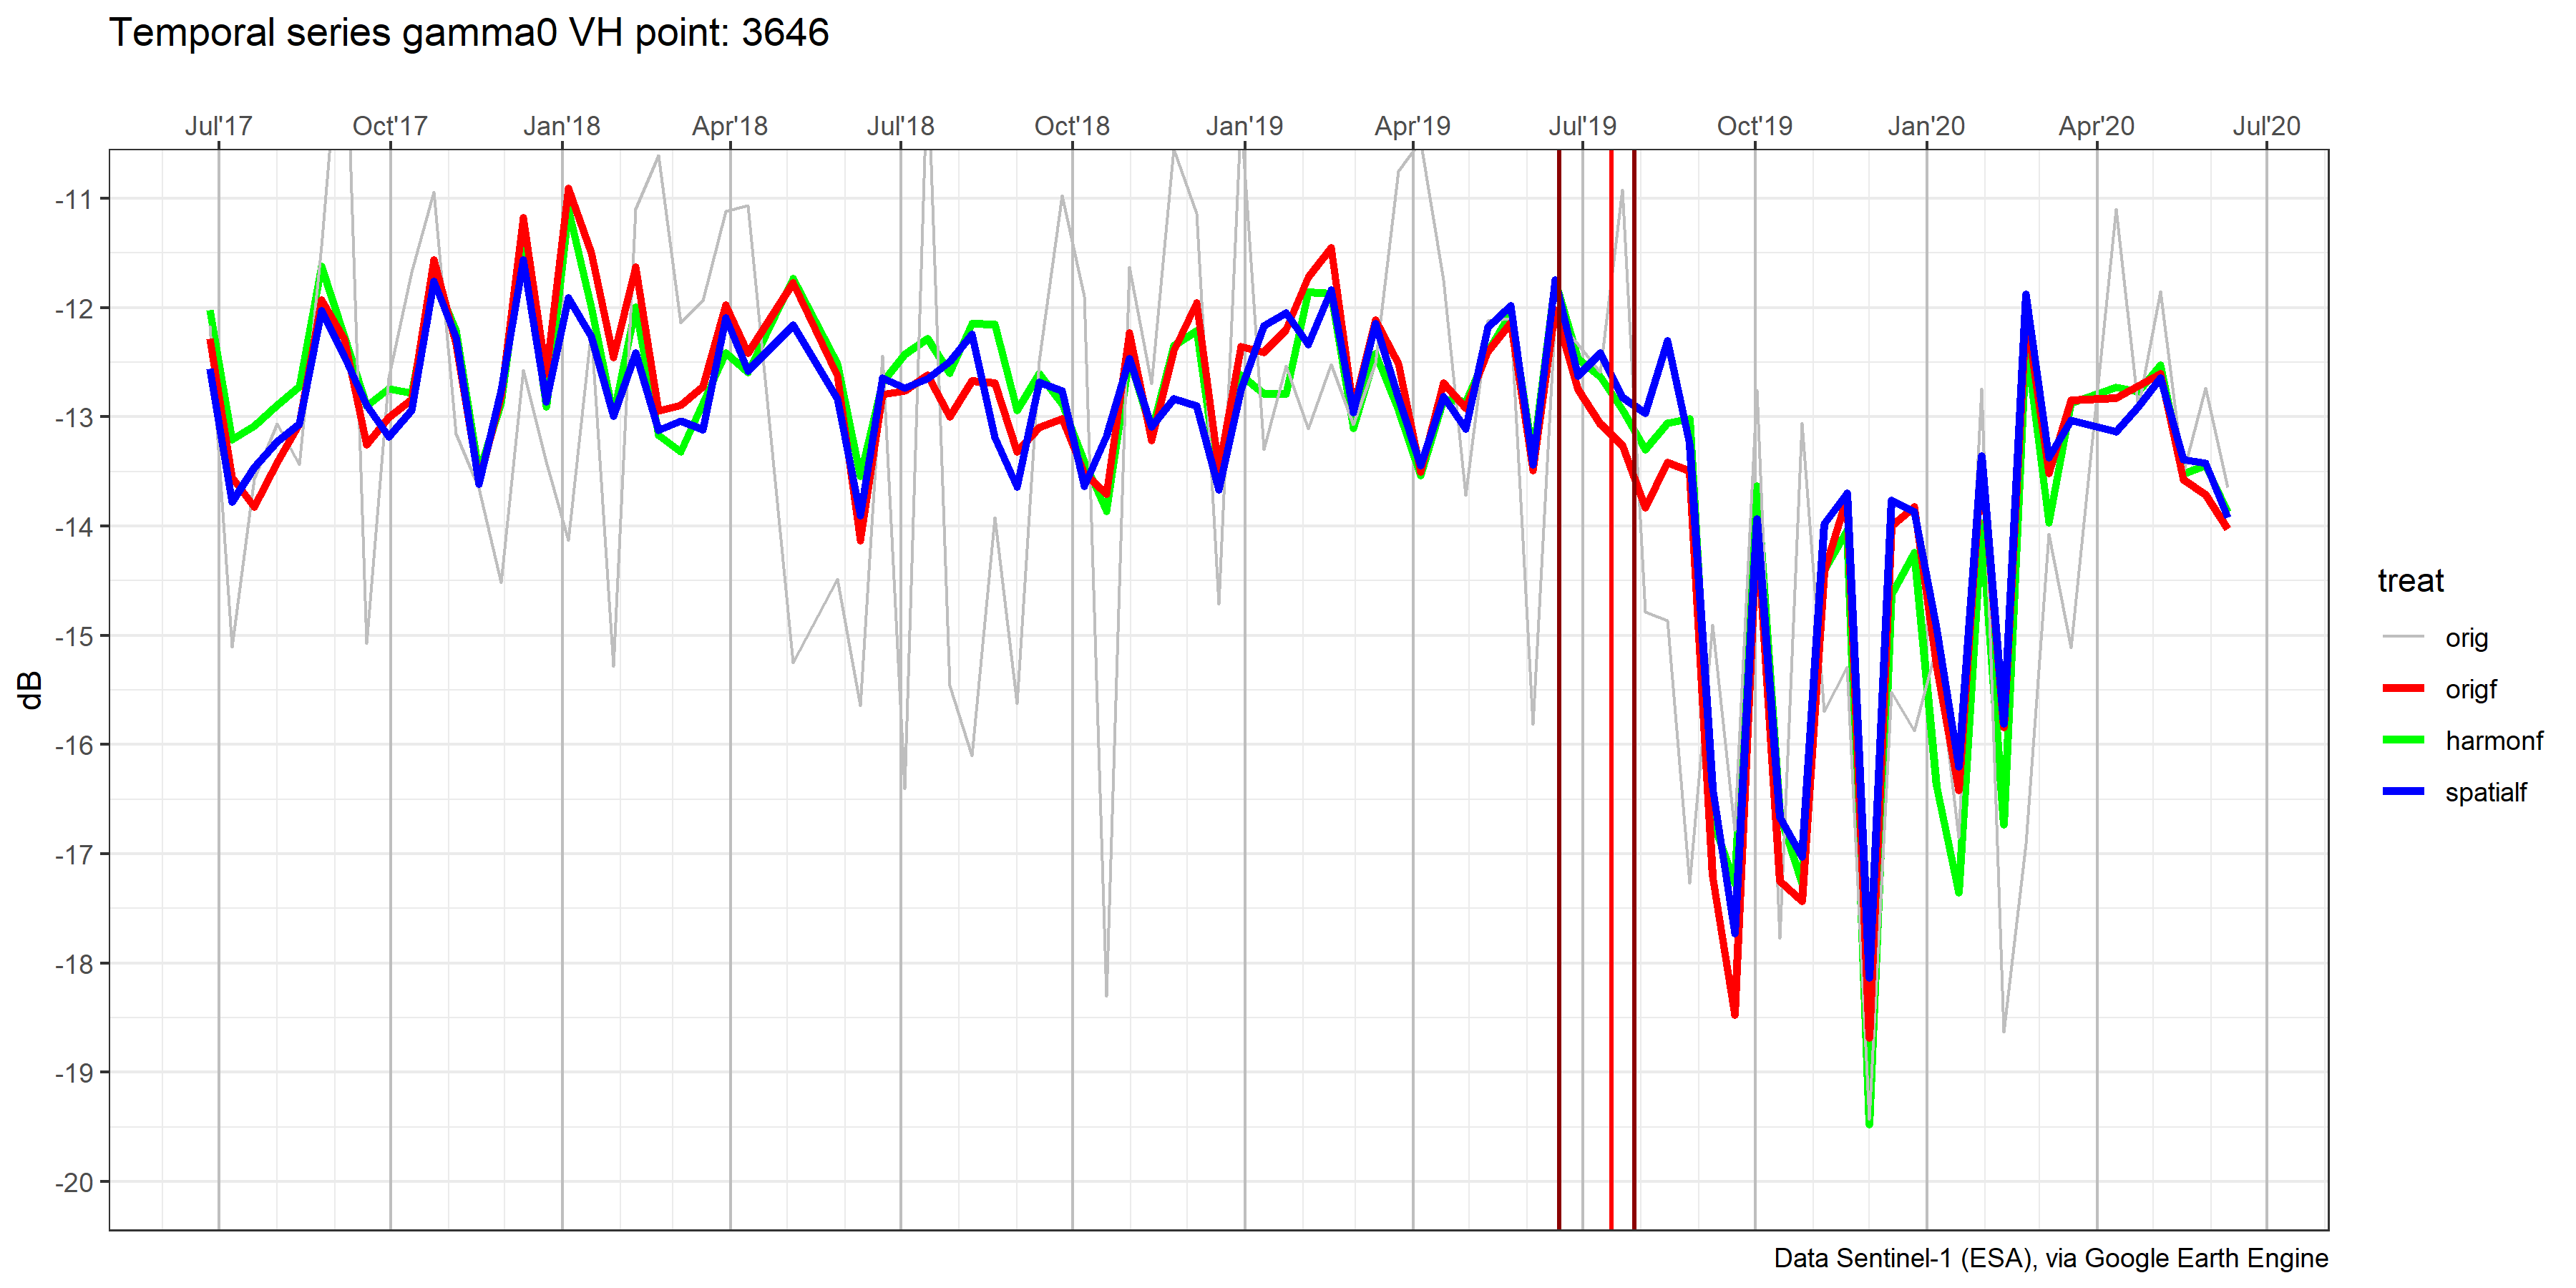 Temporal series gamma0 VH point: 3646
Jul'17 Oct'17 Jan'18 Apr'18 Jul'18 Oct'18 Jan'19 Apr'19 Jul'19 Oct'19 Jan'20 Apr'20 Jul'20
-11
-12
-13
-14
-15
-16
-17
-18
-19
-20
dB
treat
orig
origf
harmonf
spatialf
Data Sentinel-1 (ESA), via Google Earth Engine